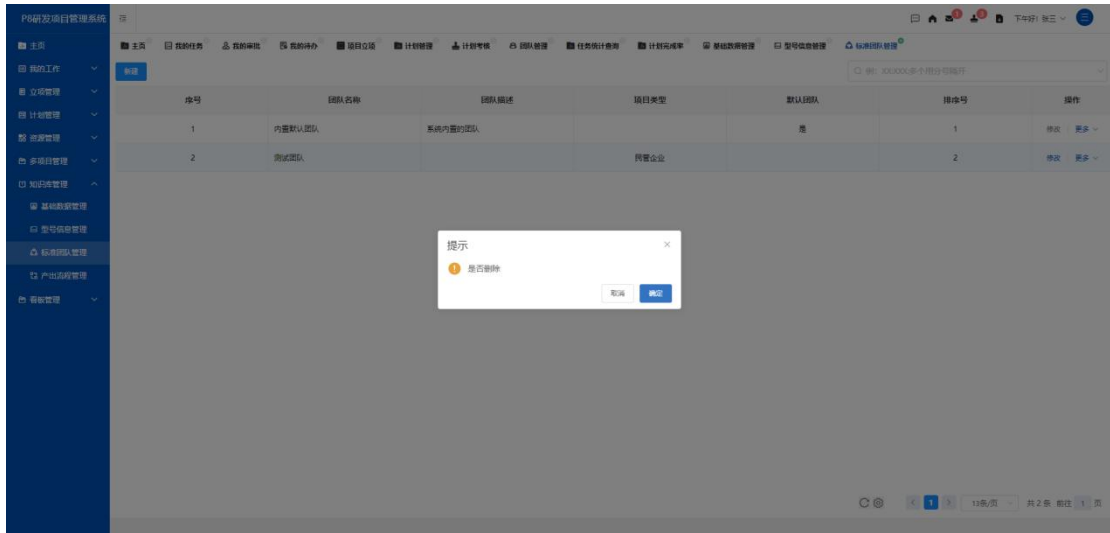 P8研发项目管理系统
下午好! 张三
主页
主页 我的任务 我的审批 我的待办 项目立项 计划管理 计划考核 团队管理 任务统计查询 计划完成率 基础数据管理 型号信息管理 标准团队管理
我的工作
新建
立项管理
序号 团队名称 团队描述 项目类型 默认团队 排序号 操作
计划管理
1 内置默认团队 系统内置的团队 是 1 修改 更多
资源管理
2 测试团队 民营企业 2 修改 更多
多项目管理
知识库管理
基础数据管理
型号信息管理
标准团队管理
产出流程管理
看板管理
提示
是否删除
取消 确定
1 共 2 条 前往 1 页